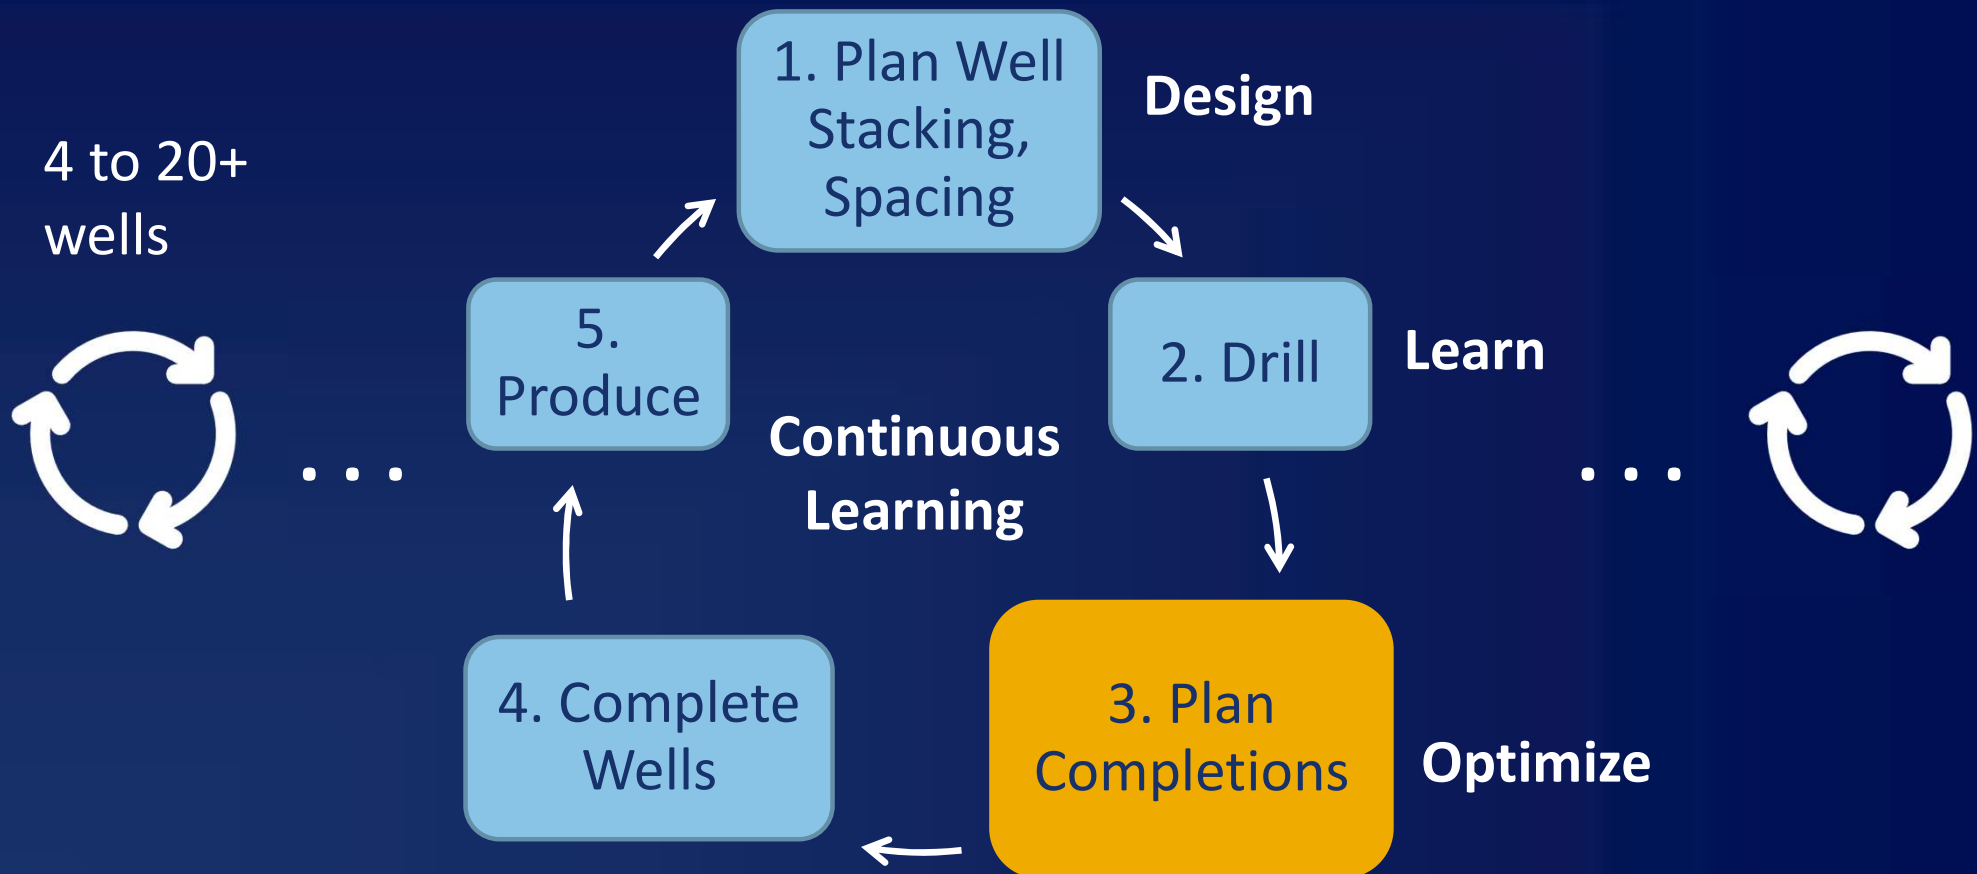 4 to 20+
wells
1. Plan Well
Stacking,
Spacing
Design
2. Drill
Learn
3. Plan
Completions
Optimize
4. Complete
Wells
5.
Produce
Continuous
Learning
. . .
. . .